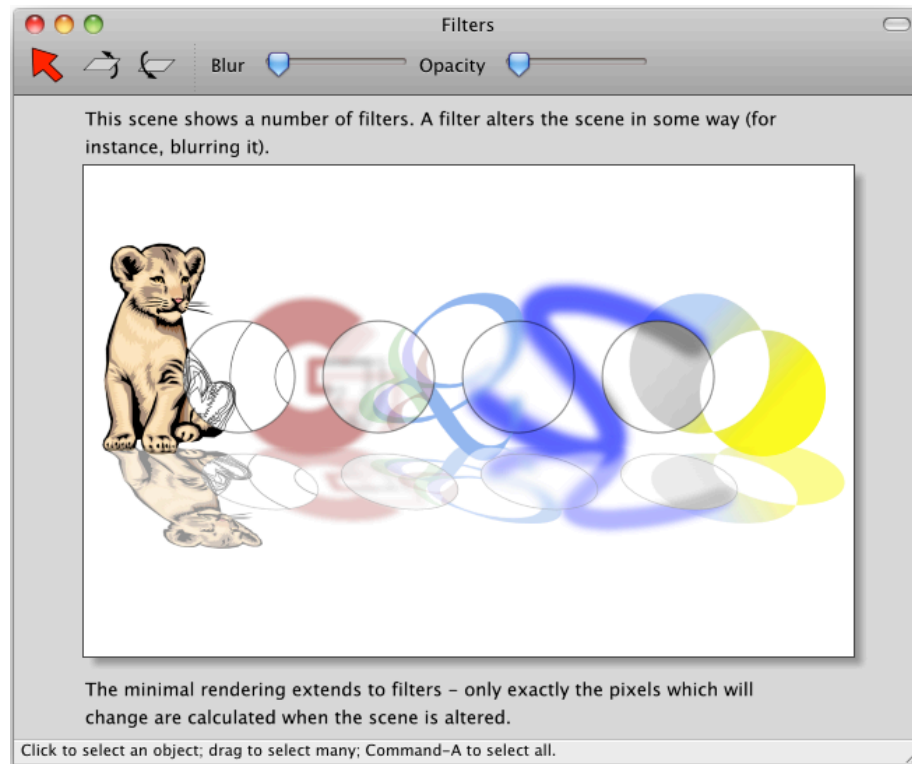 Filters
Blur Opacity
This scene shows a number of filters. A filter alters the scene in some way (for
instance, blurring it).
The minimal rendering extends to filters – only exactly the pixels which will
change are calculated when the scene is altered.
Click to select an object; drag to select many; Command-A to select all.